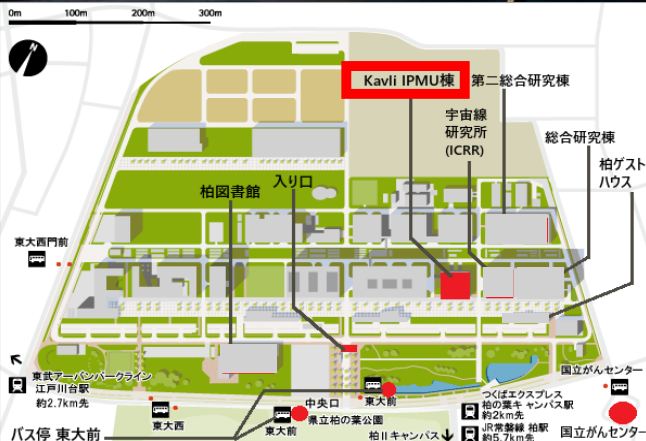 0m 100m 200m 300m
Kavli IPMU棟
第二総合研究棟
宇宙線
研究所
(ICRR)
総合研究棟
柏ゲスト
ハウス
柏図書館
入り口
東大西門前
東武アーバンパークライン
江戸川台駅
約2.7km先
東大西
バス停 東大前
東大前
中央口
県立柏の葉公園
東大前
柏Ⅱキャンパス
つくばエクスプレス
柏の葉キャンパス駅
約2km先
JR常磐線 柏駅
約5.7km先
国立がんセンター
国立がんセンター